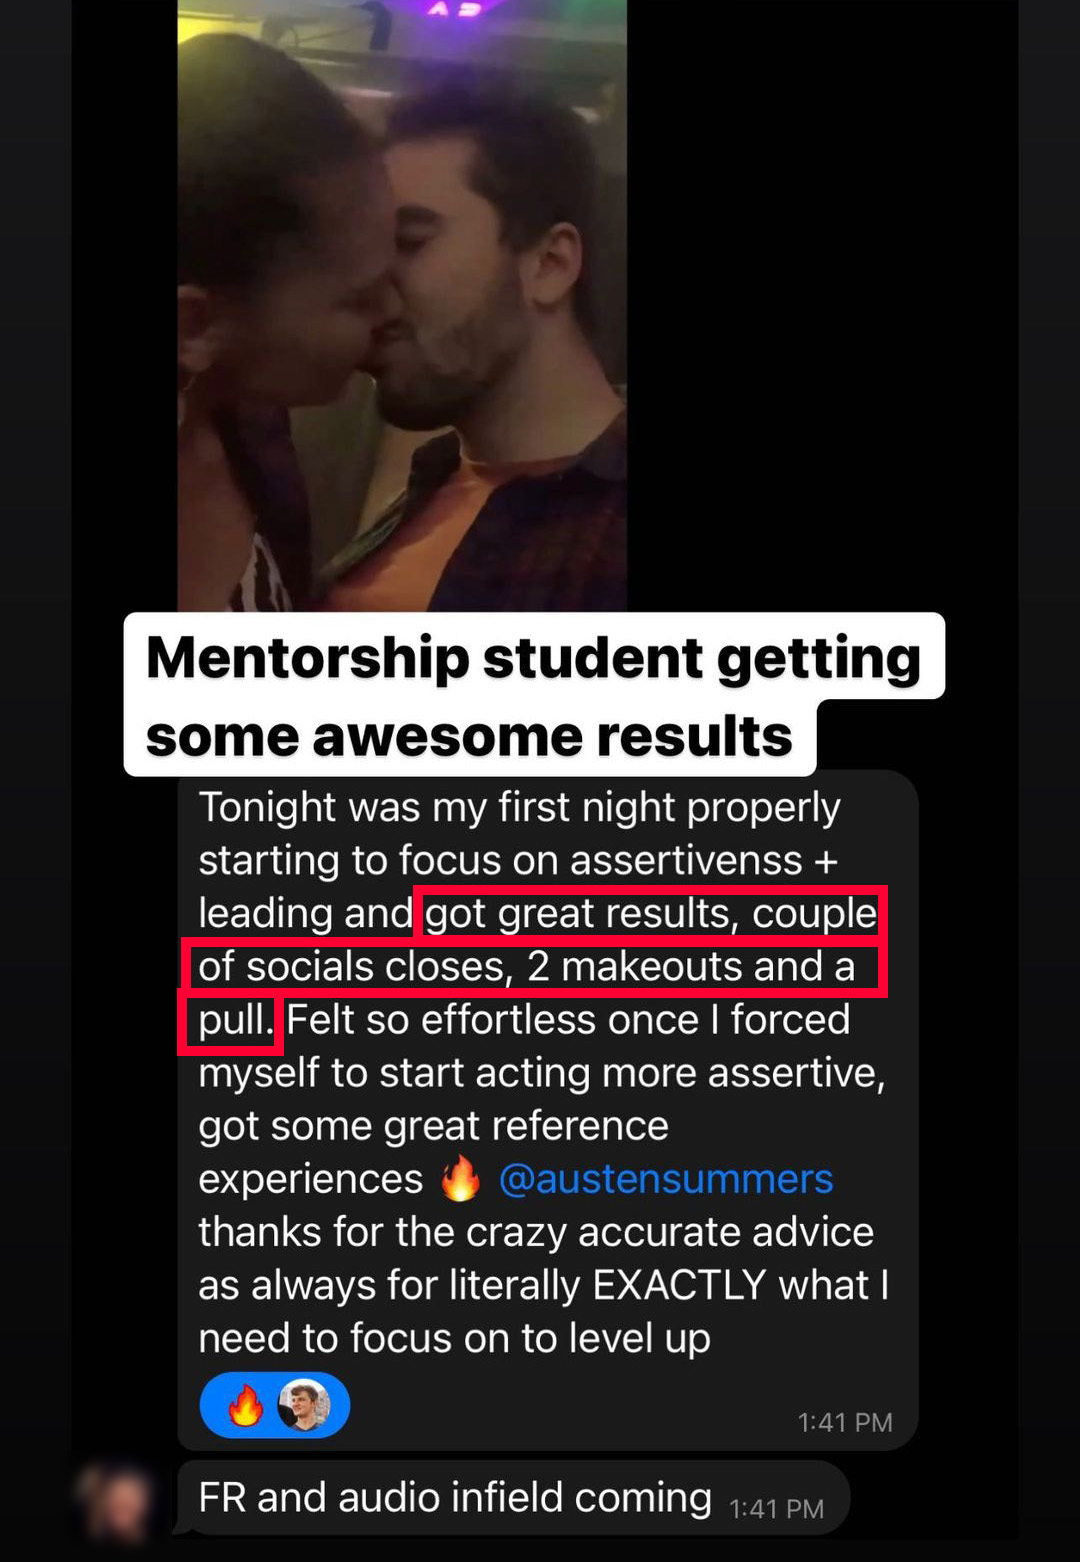 Mentorship student getting
some awesome results
Tonight was my first night properly
starting to focus on assertivenss +
leading and got great results, couple
of socials closes, 2 makeouts and a
pull. Felt so effortless once I forced
myself to start acting more assertive,
got some great reference
experiences 🔥 @austensummers
thanks for the crazy accurate advice
as always for literally EXACTLY what I
need to focus on to level up
🔥
1:41 PM
FR and audio infield coming 1:41 PM